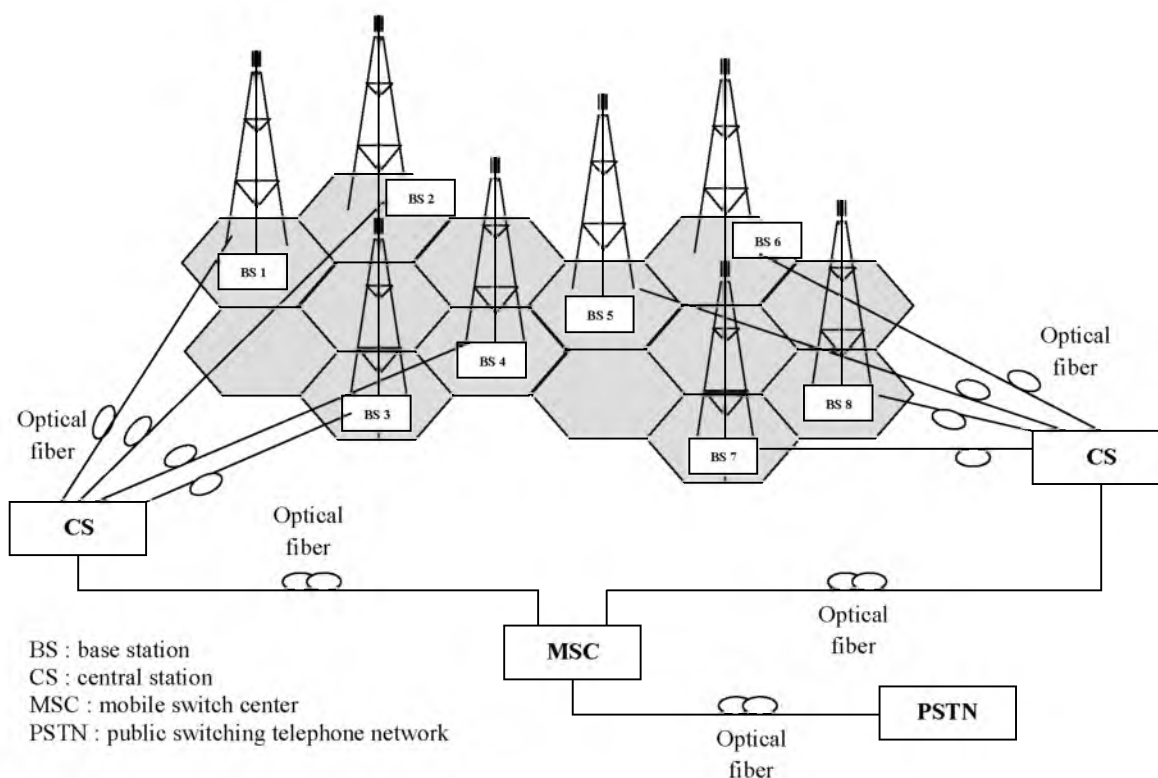 BS 2
BS 6
BS 1
BS 5
BS 4
BS 3
BS 8
BS 7
Optical
fiber
Optical
fiber
CS
CS
Optical
fiber
Optical
fiber
MSC
PSTN
Optical
fiber
BS : base station
CS : central station
MSC : mobile switch center
PSTN : public switching telephone network